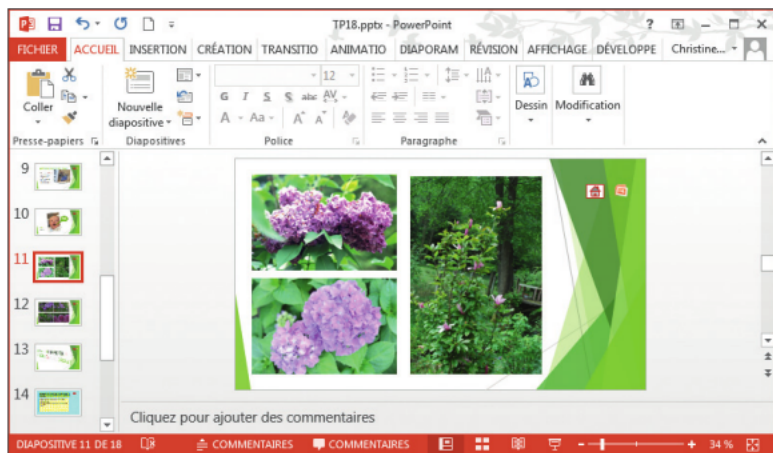 TP18.pptx - PowerPoint
FICHIER ACCUEIL INSERTION CRÉATION TRANSITIO ANIMATIO DIAPORAM RÉVISION AFFICHAGE DÉVELOPPE Christine...
12
Coller Nouvelle diapositive G I S S abc AV Dessin Modification
A Aa A A
Presse-papiers Diapositives Police Paragraphe
9
10
11
12
13
14
Cliquez pour ajouter des commentaires
DIAPOSITIVE 11 DE 18 COMMENTAIRES COMMENTAIRES 34 %